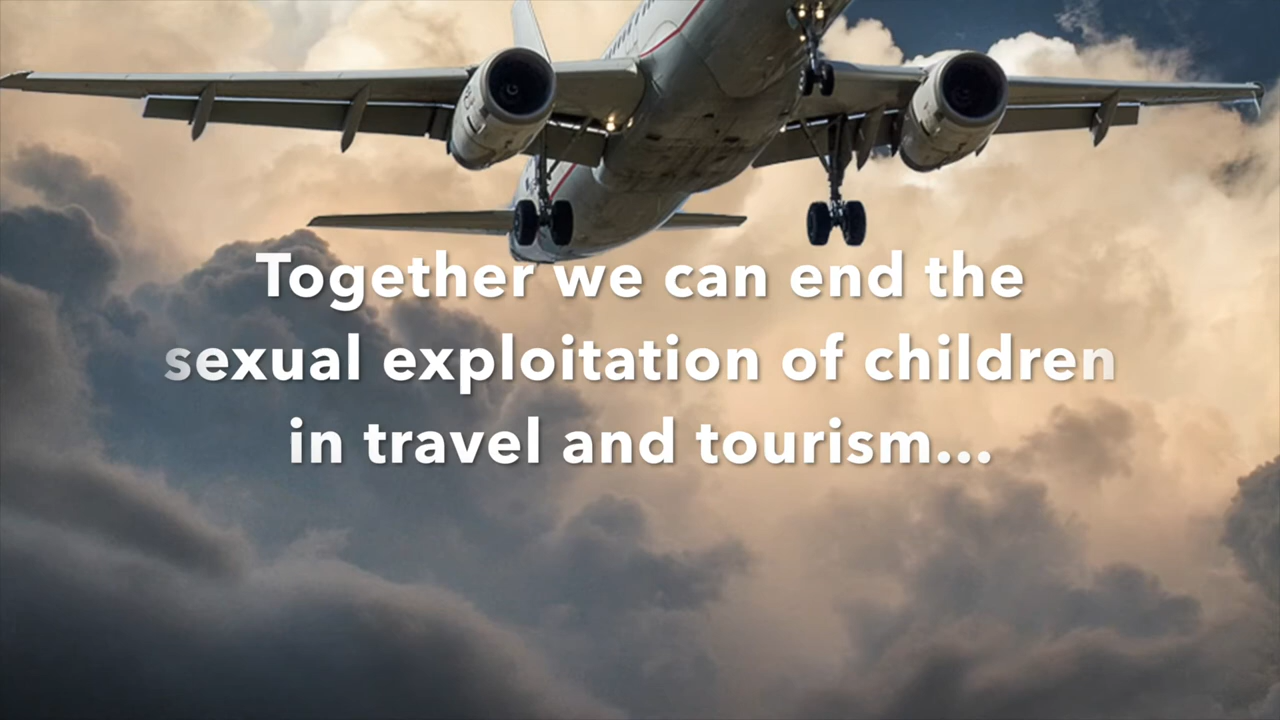 Together we can end the
sexual exploitation of children
in travel and tourism...